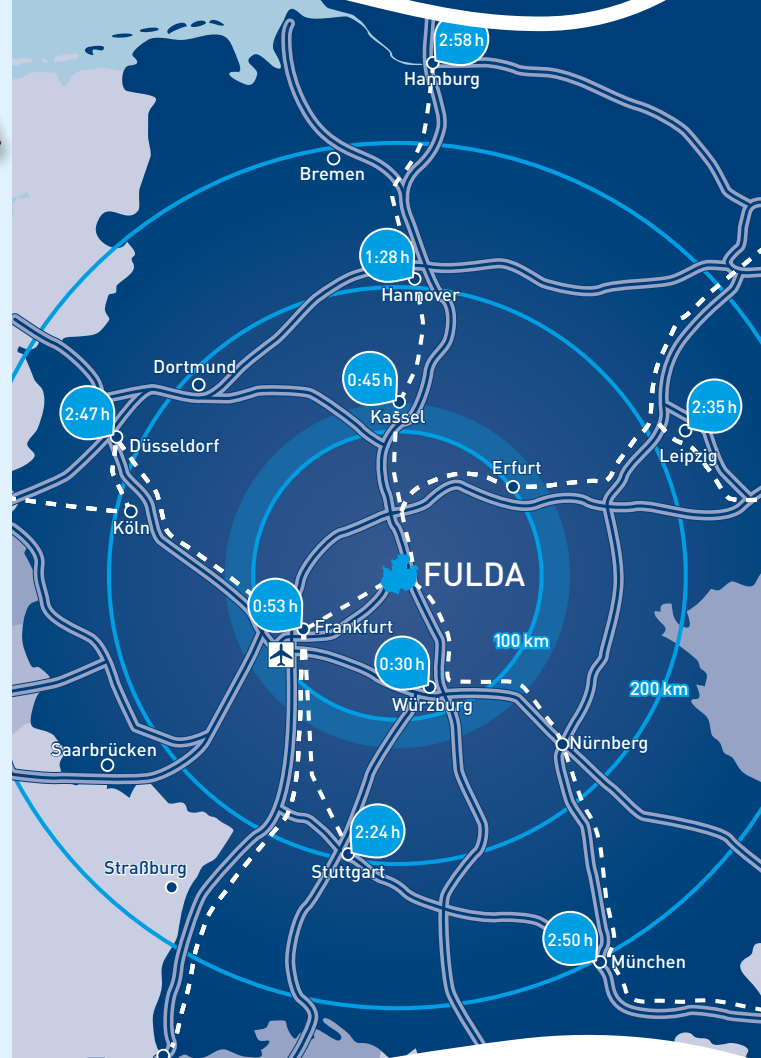 2:58 h
Hamburg
Bremen
1:28 h
Hannover
Dortmund
0:45 h
Kassel
2:47 h
Düsseldorf
2:35 h
Leipzig
Erfurt
Köln
FULDA
0:53 h
Frankfurt
100 km
0:30 h
Würzburg
200 km
Nürnberg
Saarbrücken
2:24 h
Stuttgart
Straßburg
2:50 h
München